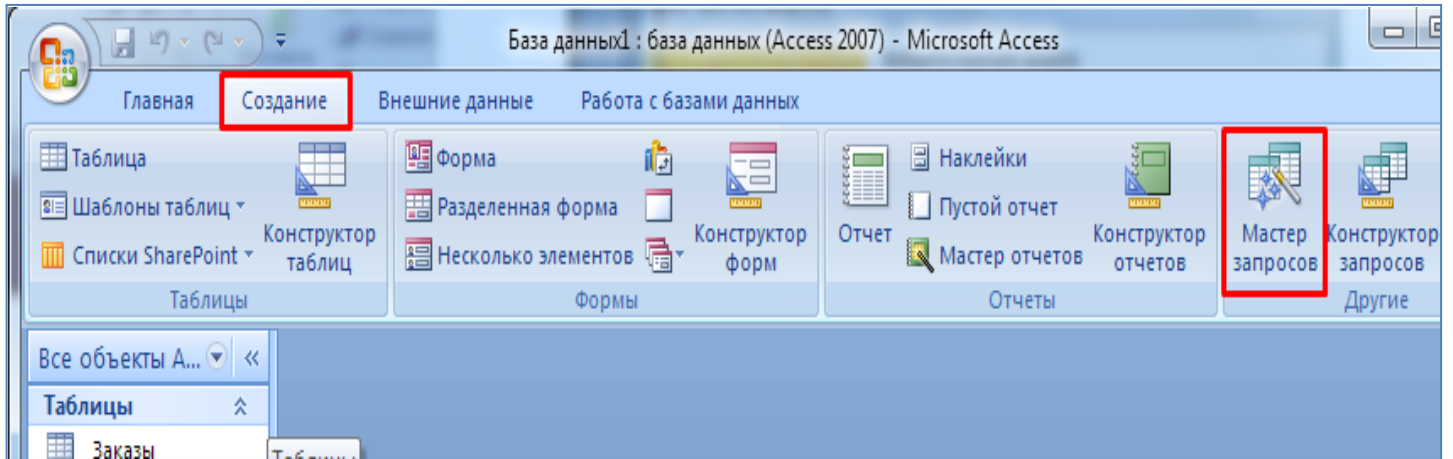 База данных1 : база данных (Access 2007) - Microsoft Access
Главная Создание Внешние данные Работа с базами данных
Таблица
Шаблоны таблиц
Списки SharePoint
Конструктор
таблиц
Таблицы
Форма
Разделенная форма
Несколько элементов
Конструктор
форм
Формы
Отчет
Наклейки
Пустой отчет
Мастер отчетов
Конструктор
отчетов
Отчеты
Мастер
запросов
Конструктор
запросов
Другие
Все объекты A...
Таблицы
Заказы
Таблицы